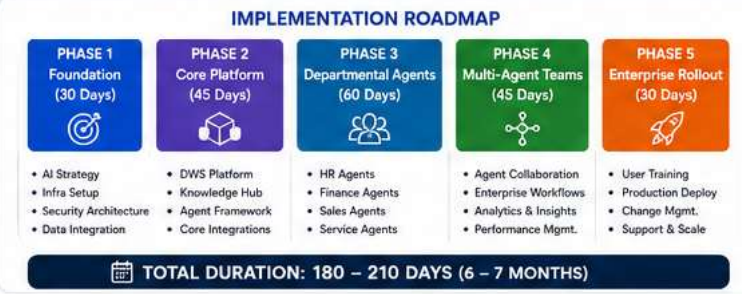 IMPLEMENTATION ROADMAP
PHASE 1
Foundation
(30 Days)
• AI Strategy
• Infra Setup
• Security Architecture
• Data Integration
PHASE 2
Core Platform
(45 Days)
• DWS Platform
• Knowledge Hub
• Agent Framework
• Core Integrations
PHASE 3
Departmental Agents
(60 Days)
• HR Agents
• Finance Agents
• Sales Agents
• Service Agents
PHASE 4
Multi-Agent Teams
(45 Days)
• Agent Collaboration
• Enterprise Workflows
• Analytics & Insights
• Performance Mgmt.
PHASE 5
Enterprise Rollout
(30 Days)
• User Training
• Production Deploy
• Change Mgmt.
• Support & Scale
TOTAL DURATION: 180 – 210 DAYS (6 – 7 MONTHS)